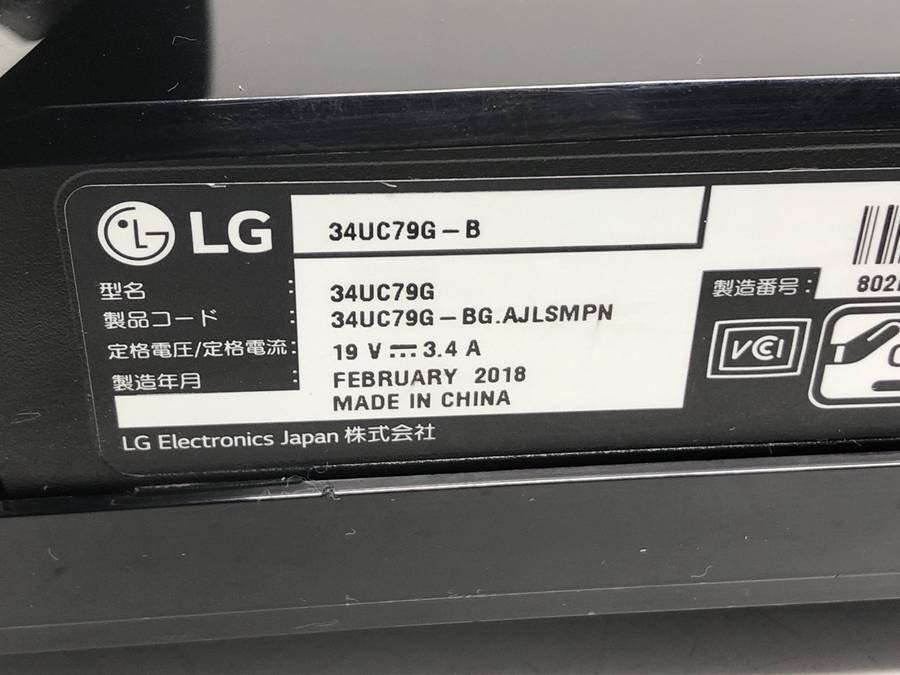 LG
34UC79G-B
型名 : 34UC79G
製品コード : 34UC79G-BG.AJLSMPN
定格電圧/定格電流: 19 V ⎓ 3.4 A
製造年月 : FEBRUARY 2018
MADE IN CHINA
LG Electronics Japan 株式会社
製造番号: 802
VCCI